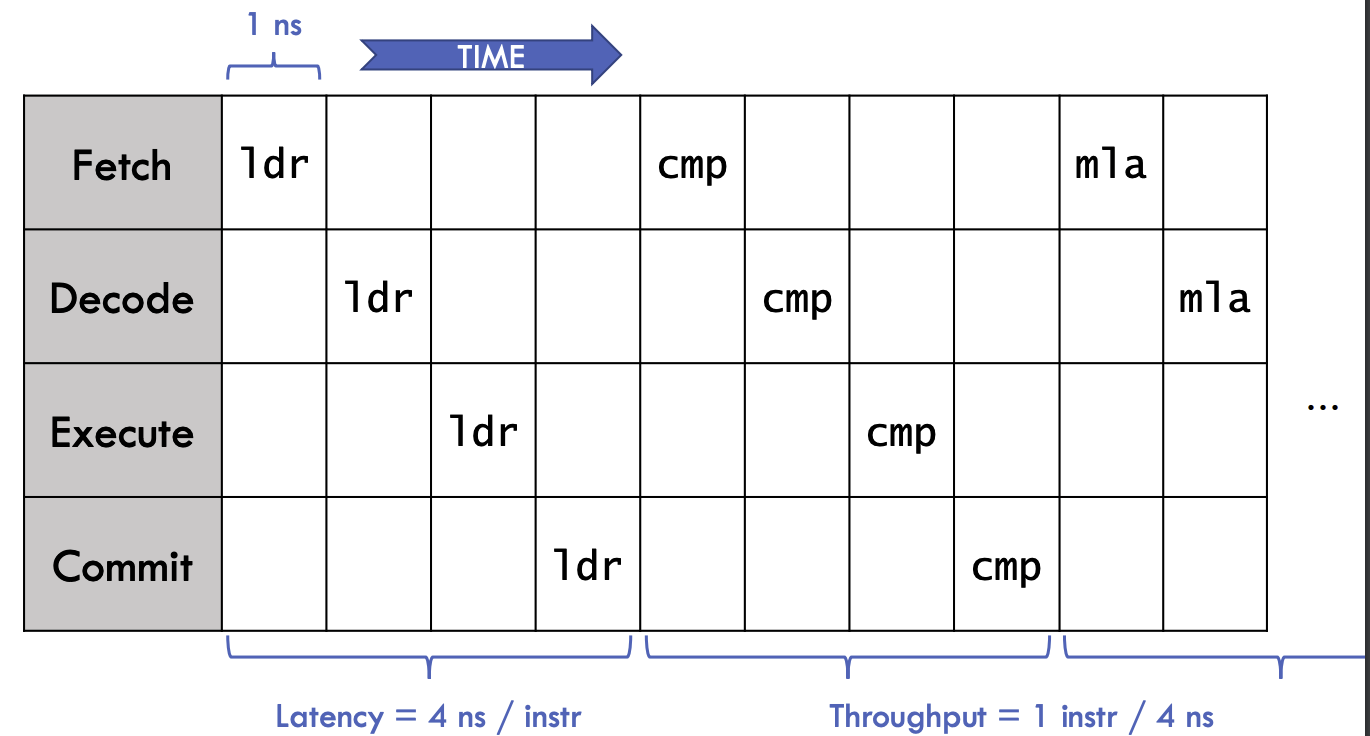 1 ns
TIME
Fetch ldr cmp mla
Decode ldr cmp mla
Execute ldr cmp
...
Commit ldr cmp
Latency = 4 ns / instr
Throughput = 1 instr / 4 ns